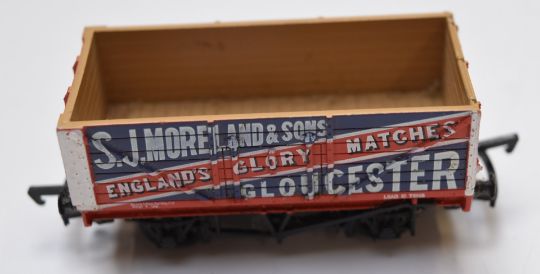 S.J.MORELAND & SONS
ENGLAND'S GLORY MATCHES
GLOUCESTER